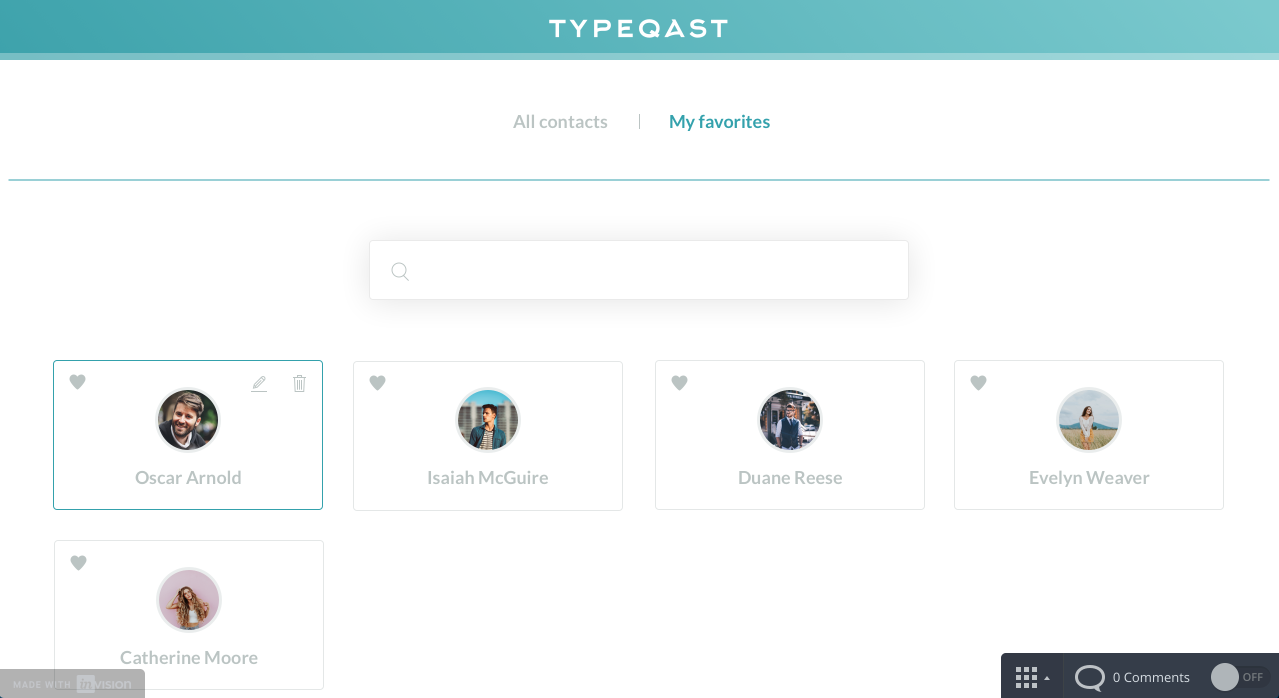 TYPEQAST
All contacts | My favorites
Oscar Arnold
Isaiah McGuire
Duane Reese
Evelyn Weaver
Catherine Moore
MADE WITH invision
0 Comments
OFF